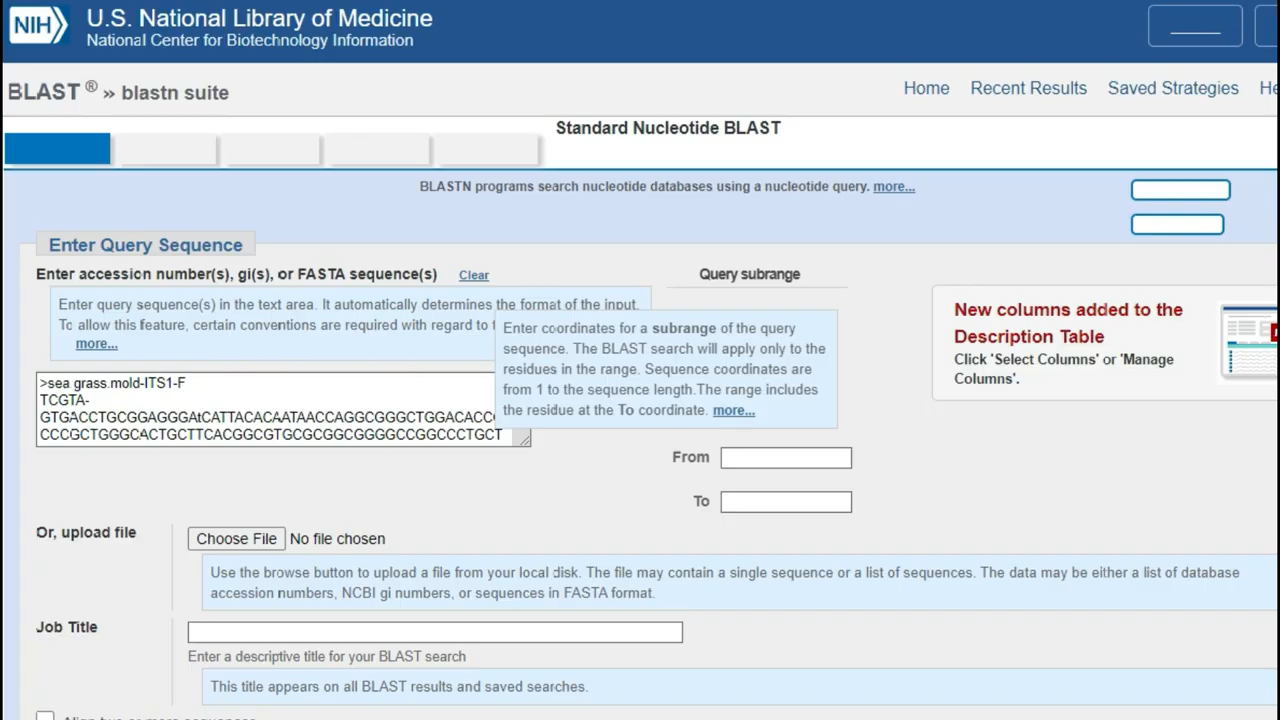 NIH
U.S. National Library of Medicine
National Center for Biotechnology Information
BLAST ® » blastn suite
Home Recent Results Saved Strategies
Standard Nucleotide BLAST
BLASTN programs search nucleotide databases using a nucleotide query. more...
Enter Query Sequence
Enter accession number(s), gi(s), or FASTA sequence(s) Clear
Query subrange
Enter query sequence(s) in the text area. It automatically determines the format of the input.
To allow this feature, certain conventions are required with regard to
more...
Enter coordinates for a subrange of the query
sequence. The BLAST search will apply only to the
residues in the range. Sequence coordinates are
from 1 to the sequence length.The range includes
the residue at the To coordinate. more...
New columns added to the
Description Table
Click 'Select Columns' or 'Manage
Columns'.
>sea grass.mold-ITS1-F
TCGTA-
GTGACCTGCGGAGGGAtCATTACACAATAACCAGGCGGGCTGGACACC
CCCGCTGGGCACTGCTTCACGGCGTGCGCGGCGGGGCCGGCCCTGCT
From
To
Or, upload file
Choose File No file chosen
Use the browse button to upload a file from your local disk. The file may contain a single sequence or a list of sequences. The data may be either a list of database
accession numbers, NCBI gi numbers, or sequences in FASTA format.
Job Title
Enter a descriptive title for your BLAST search
This title appears on all BLAST results and saved searches.
Align two or more sequences